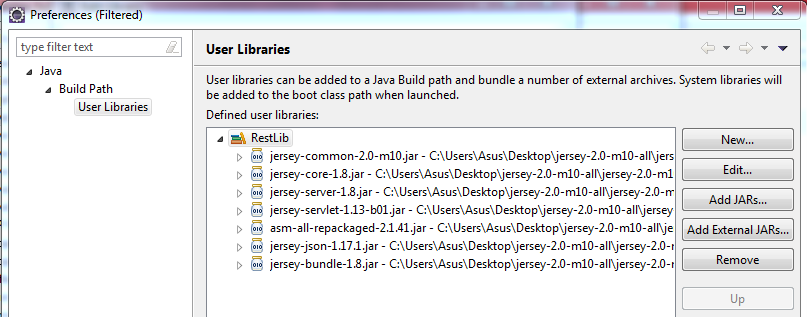 Preferences (Filtered)
type filter text
Java
Build Path
User Libraries
User Libraries
User libraries can be added to a Java Build path and bundle a number of external archives. System libraries will
be added to the boot class path when launched.
Defined user libraries:
RestLib
jersey-common-2.0-m10.jar - C:\Users\Asus\Desktop\jersey-2.0-m10-all\jers
jersey-core-1.8.jar - C:\Users\Asus\Desktop\jersey-2.0-m10-all\jersey-2.0-m1
jersey-server-1.8.jar - C:\Users\Asus\Desktop\jersey-2.0-m10-all\jersey-2.0-
jersey-servlet-1.13-b01.jar - C:\Users\Asus\Desktop\jersey-2.0-m10-all\jersey
asm-all-repackaged-2.1.41.jar - C:\Users\Asus\Desktop\jersey-2.0-m10-all\je
jersey-json-1.17.1.jar - C:\Users\Asus\Desktop\jersey-2.0-m10-all\jersey-2.0-r
jersey-bundle-1.8.jar - C:\Users\Asus\Desktop\jersey-2.0-m10-all\jersey-2.0-
New...
Edit...
Add JARs...
Add External JARs...
Remove
Up